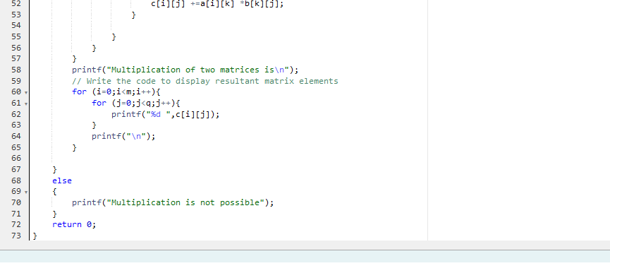 52 c[i][j] +=a[i][k] *b[k][j];
53 }
54
55 }
56 }
57 }
58 printf("Multiplication of two matrices is\n");
59 // Write the code to display resultant matrix elements
60 for (i=0;i<m;i++){
61 for (j=0;j<q;j++){
62 printf("%d ",c[i][j]);
63 }
64 printf("\n");
65 }
66
67 }
68 else
69 {
70 printf("Multiplication is not possible");
71 }
72 return 0;
73 }